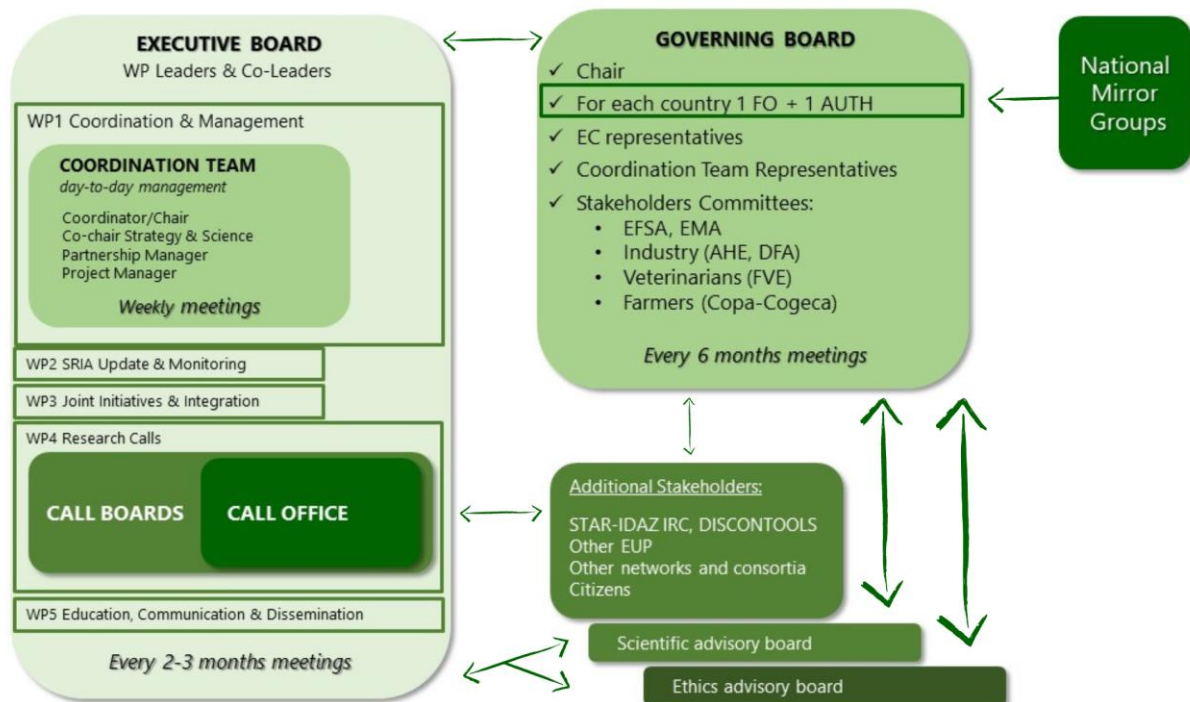 EXECUTIVE BOARD
WP Leaders & Co-Leaders
WP1 Coordination & Management
COORDINATION TEAM
day-to-day management
Coordinator/Chair
Co-chair Strategy & Science
Partnership Manager
Project Manager
Weekly meetings
WP2 SRIA Update & Monitoring
WP3 Joint Initiatives & Integration
WP4 Research Calls
CALL BOARDS
CALL OFFICE
WP5 Education, Communication & Dissemination
Every 2-3 months meetings
GOVERNING BOARD
✓ Chair
✓ For each country 1 FO + 1 AUTH
✓ EC representatives
✓ Coordination Team Representatives
✓ Stakeholders Committees:
• EFSA, EMA
• Industry (AHE, DFA)
• Veterinarians (FVE)
• Farmers (Copa-Cogeca)
Every 6 months meetings
National
Mirror
Groups
Additional Stakeholders:
STAR-IDAZ IRC, DISCONTOOLS
Other EUP
Other networks and consortia
Citizens
Scientific advisory board
Ethics advisory board